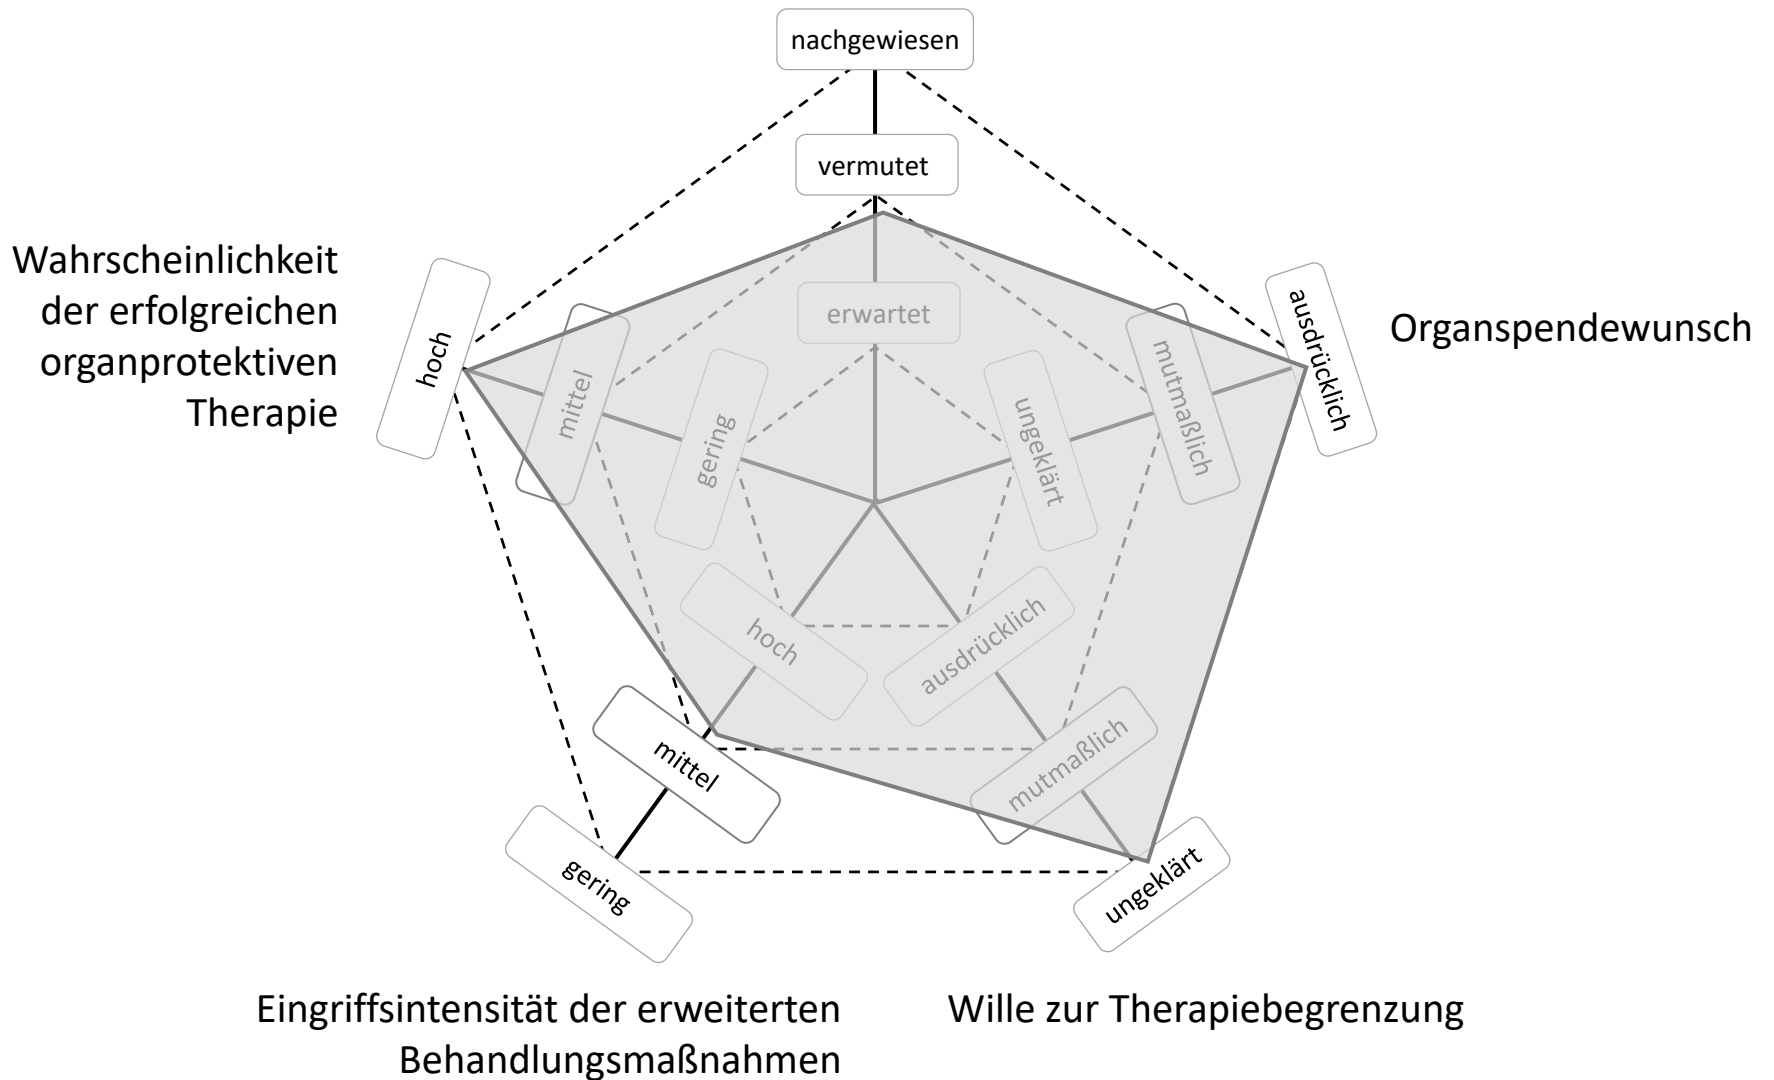 nachgewiesen
vermutet
erwartet
Wahrscheinlichkeit
der erfolgreichen
organprotektiven
Therapie
hoch
mittel
gering
ungeklärt
mutmaßlich
ausdrücklich
Organspendewunsch
hoch
mittel
gering
ausdrücklich
mutmaßlich
ungeklärt
Eingriffsintensität der erweiterten
Behandlungsmaßnahmen
Wille zur Therapiebegrenzung